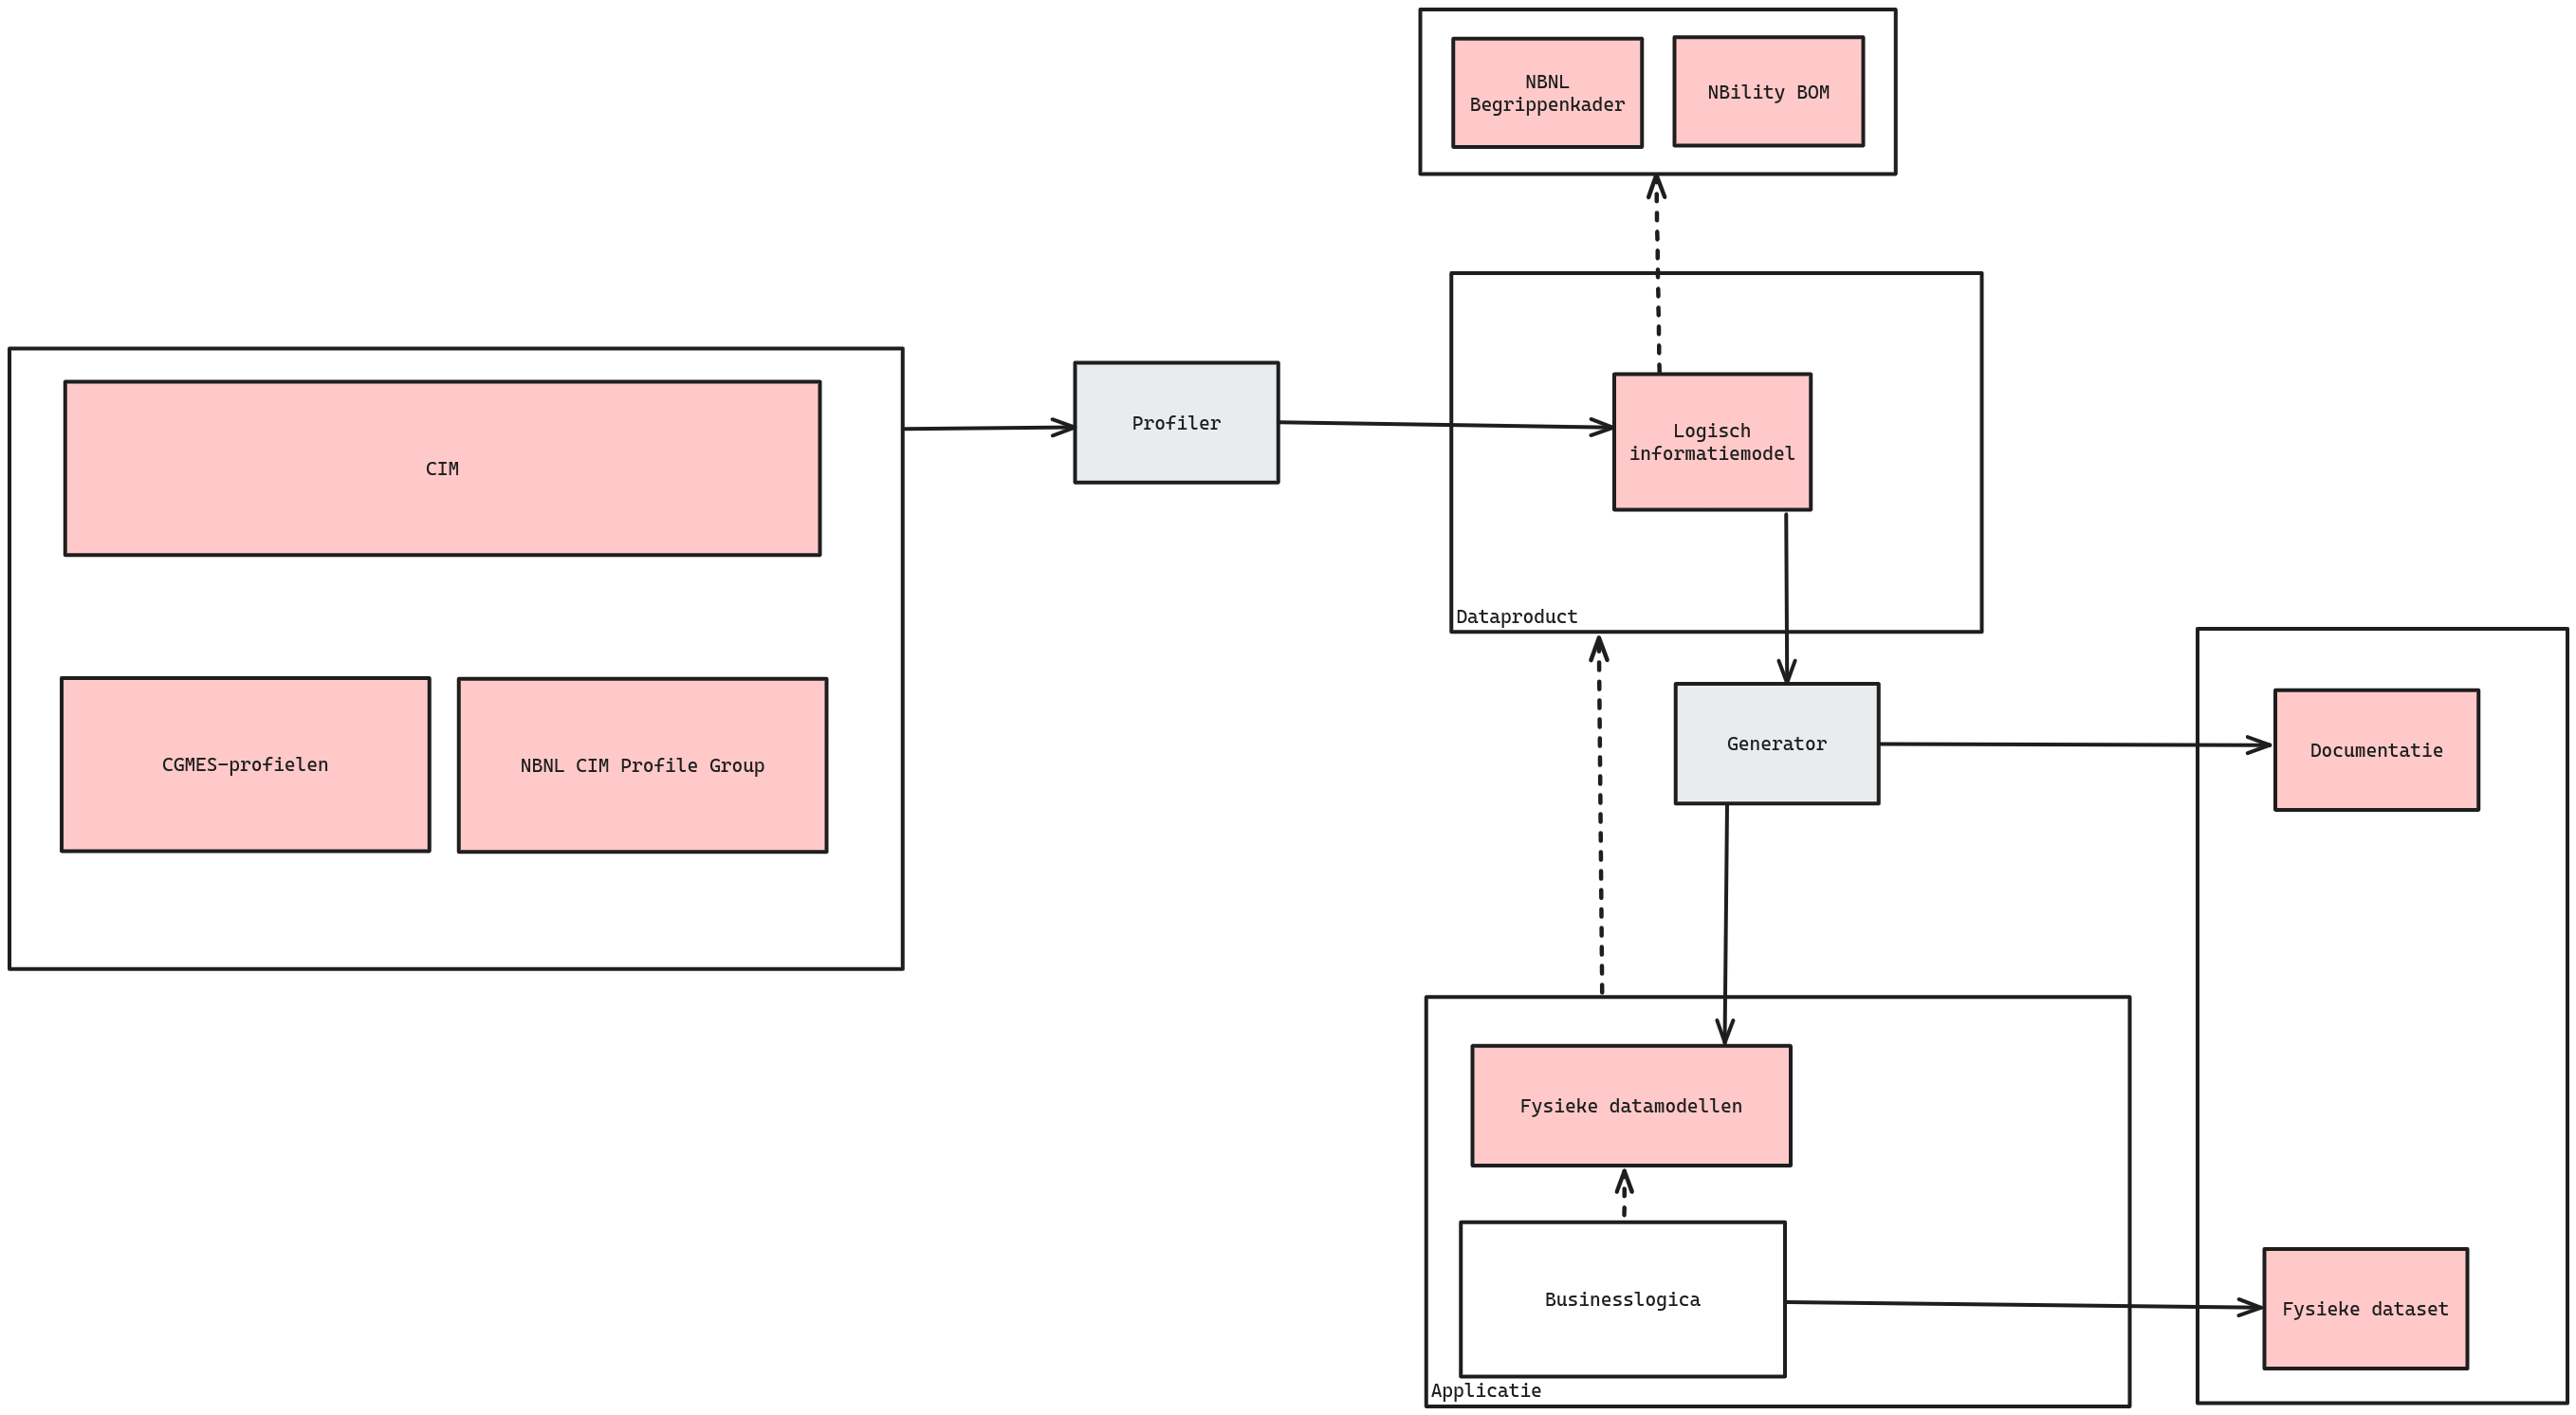 NBNL
Begrippenkader
NBility BOM
CIM
Profiler
Logisch
informatiemodel
Dataproduct
CGMES-profielen
NBNL CIM Profile Group
Generator
Documentatie
Fysieke datamodellen
Businesslogica
Fysieke dataset
Applicatie